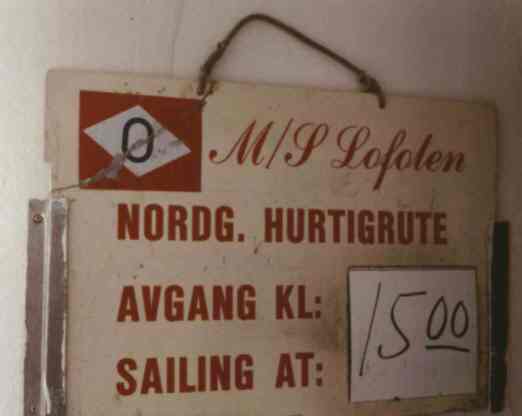 O
M/S Lofoten
NORDG. HURTIGRUTE
AVGANG KL:
SAILING AT:
15 00